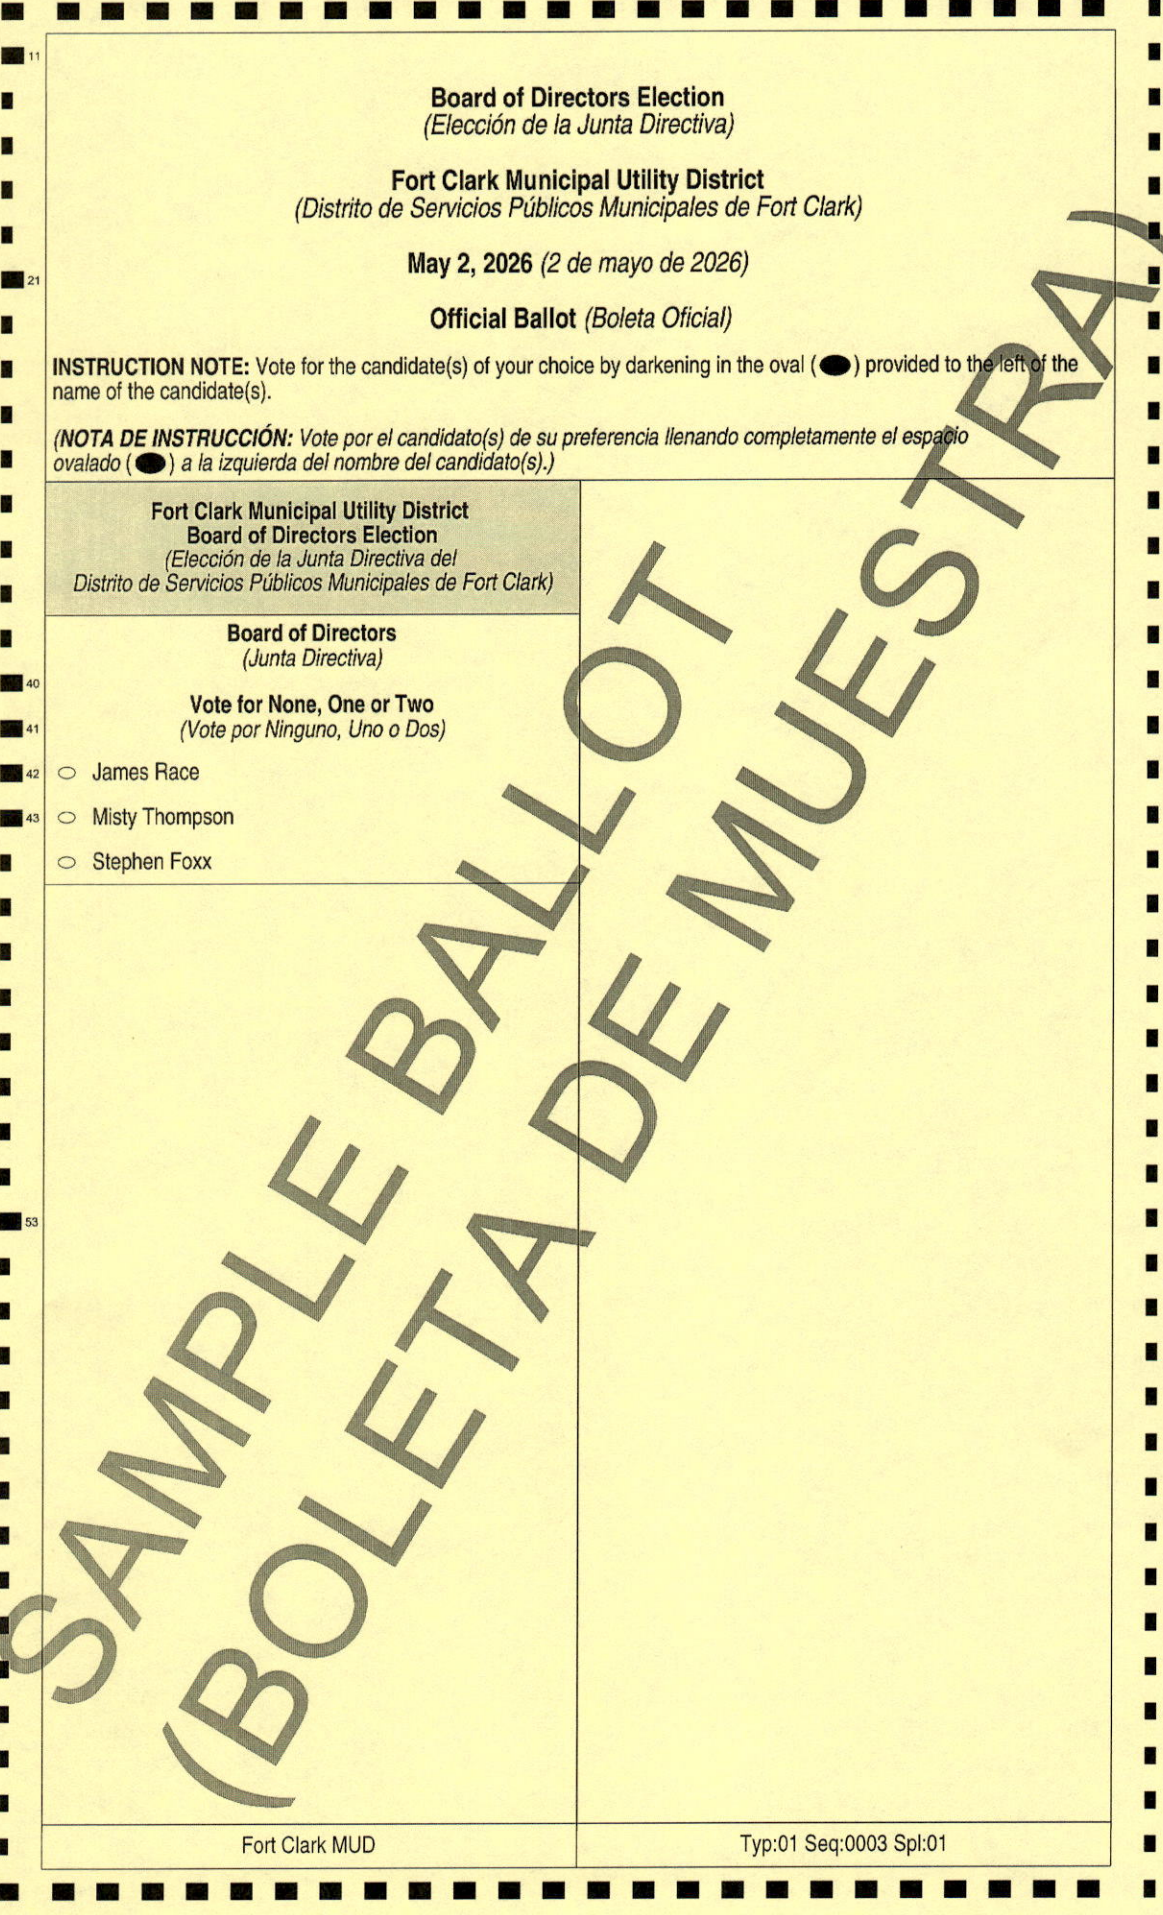 11
Board of Directors Election
(Elección de la Junta Directiva)
Fort Clark Municipal Utility District
(Distrito de Servicios Públicos Municipales de Fort Clark)
May 2, 2026 (2 de mayo de 2026)
21
Official Ballot (Boleta Oficial)
INSTRUCTION NOTE: Vote for the candidate(s) of your choice by darkening in the oval ( ) provided to the left of the
name of the candidate(s).
(NOTA DE INSTRUCCIÓN: Vote por el candidato(s) de su preferencia llenando completamente el espacio
ovalado ( ) a la izquierda del nombre del candidato(s).)
Fort Clark Municipal Utility District
Board of Directors Election
(Elección de la Junta Directiva del
Distrito de Servicios Públicos Municipales de Fort Clark)
Board of Directors
(Junta Directiva)
40
Vote for None, One or Two
41
(Vote por Ninguno, Uno o Dos)
42
James Race
43
Misty Thompson
Stephen Foxx
53
SAMPLE BALLOT
(BOLETA DE MUESTRA)
Fort Clark MUD
Typ:01 Seq:0003 Spl:01